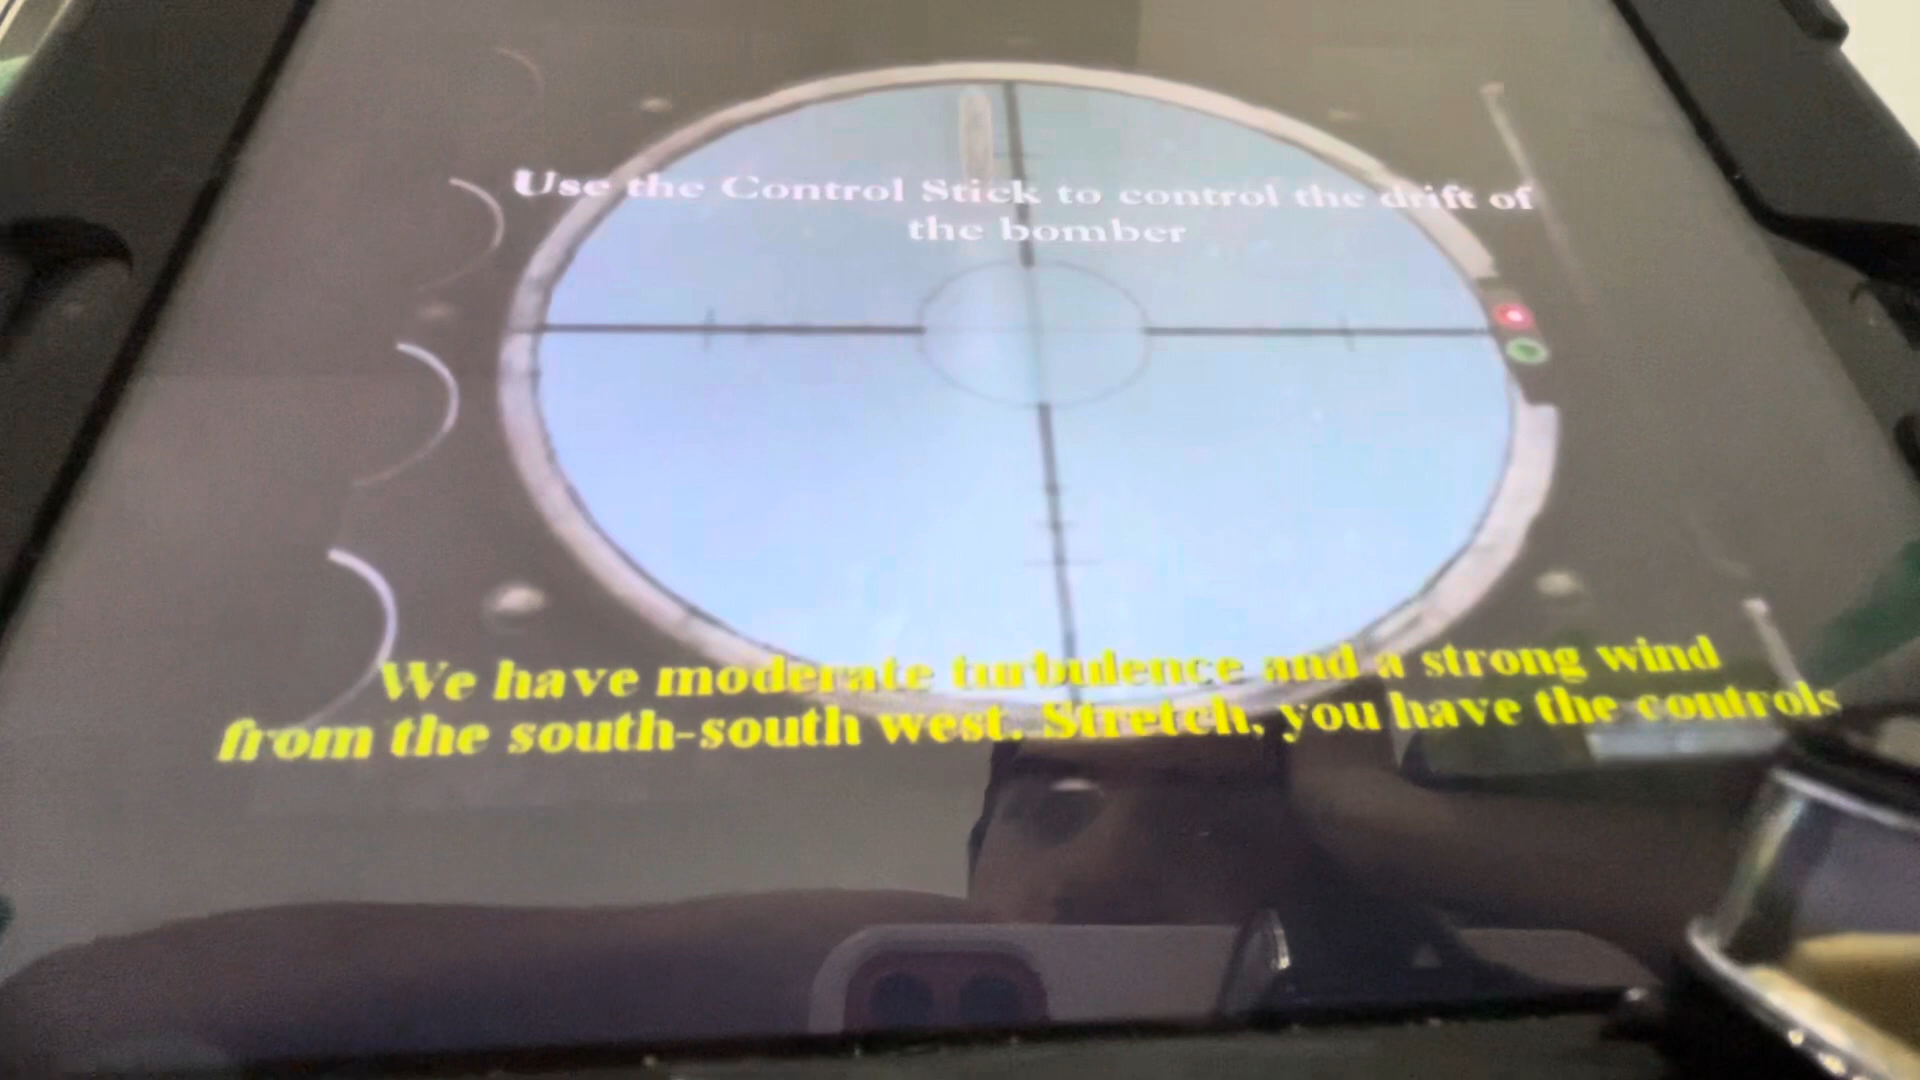 Use the Control Stick to control the drift of
the bomber
We have moderate turbulence and a strong wind
from the south-south west. Stretch, you have the controls